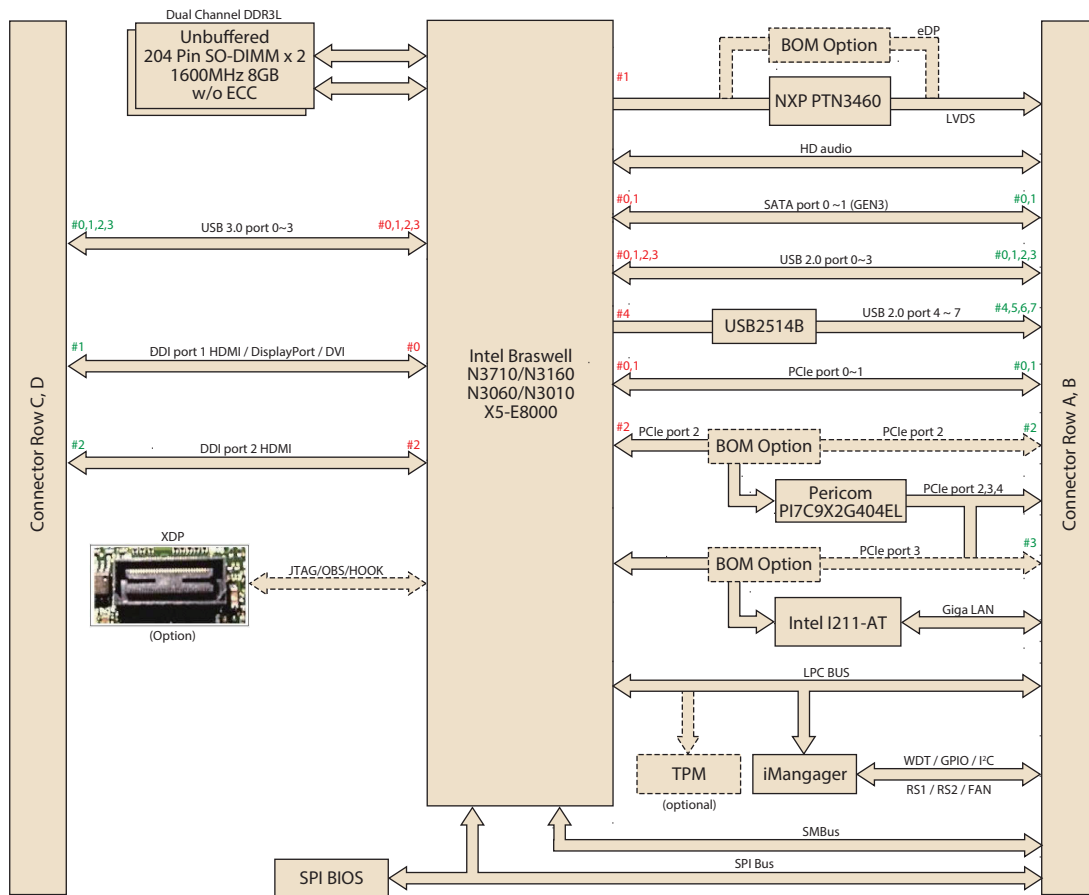 Dual Channel DDR3L
Unbuffered
204 Pin SO-DIMM x 2
1600MHz 8GB
w/o ECC
Connector Row C, D
#0,1,2,3
USB 3.0 port 0~3
#0,1,2,3
#1
DDI port 1 HDMI / DisplayPort / DVI
#0
#2
DDI port 2 HDMI
#2
XDP
JTAG/OBS/HOOK
(Option)
SPI BIOS
Intel Braswell
N3710/N3160
N3060/N3010
X5-E8000
#1
BOM Option
eDP
NXP PTN3460
LVDS
HD audio
#0,1
SATA port 0 ~1 (GEN3)
#0,1
#0,1,2,3
USB 2.0 port 0~3
#0,1,2,3
#4
USB2514B
USB 2.0 port 4 ~ 7
#4,5,6,7
#0,1
PCIe port 0~1
#0,1
#2
PCIe port 2
BOM Option
PCIe port 2
#2
Pericom
PI7C9X2G404EL
PCIe port 2,3,4
BOM Option
PCIe port 3
#3
Intel I211-AT
Giga LAN
LPC BUS
TPM
(optional)
iMangager
WDT / GPIO / I²C
RS1 / RS2 / FAN
SMBus
SPI Bus
Connector Row A, B